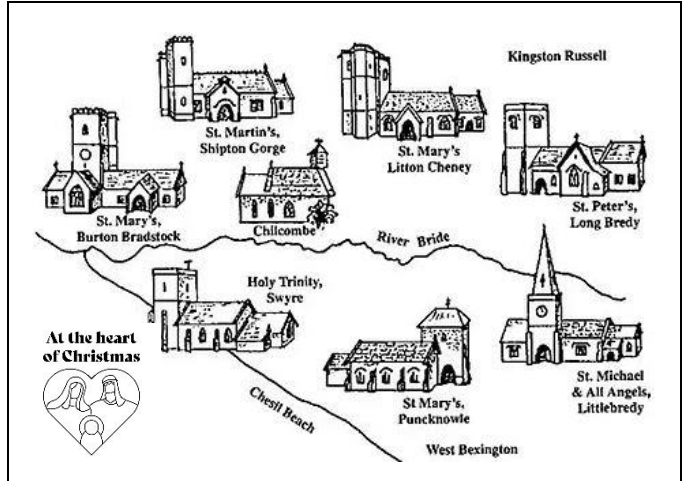 Kingston Russell
St. Martin's,
Shipton Gorge
St. Mary's
Litton Cheney
St. Peter's,
Long Bredy
St. Mary's,
Burton Bradstock
Chilcombe
River Bride
Holy Trinity,
Swyre
At the heart
of Christmas
Chesil Beach
St Mary's,
Puncknowle
St. Michael
& All Angels,
Littlebredy
West Bexington